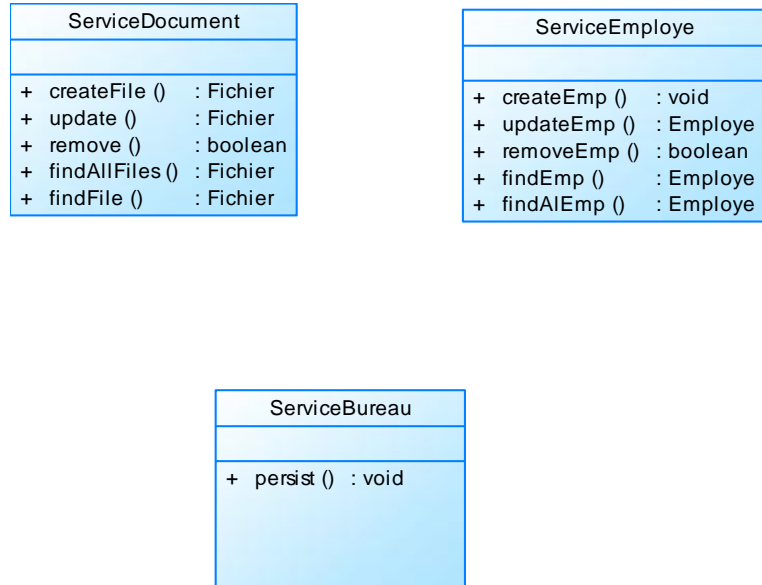 ServiceDocument
+ createFile () : Fichier
+ update () : Fichier
+ remove () : boolean
+ findAllFiles () : Fichier
+ findFile () : Fichier
ServiceEmploye
+ createEmp () : void
+ updateEmp () : Employe
+ removeEmp () : boolean
+ findEmp () : Employe
+ findAlEmp () : Employe
ServiceBureau
+ persist () : void